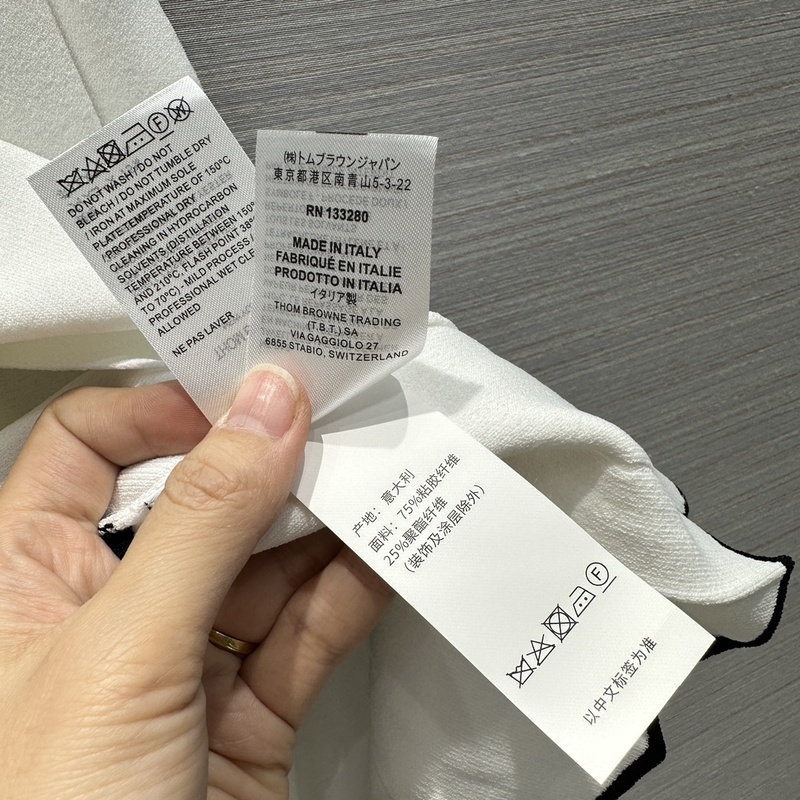 DO NOT WASH / DO NOT
BLEACH / DO NOT TUMBLE DRY
/ IRON AT MAXIMUM SOLE
PLATE TEMPERATURE OF 150°C
/ PROFESSIONAL DRY
CLEANING IN HYDROCARBON
SOLVENTS (DISTILLATION
TEMPERATURE BETWEEN 150°
AND 210°C, FLASH POINT 38°
TO 70°C) - MILD PROCESS /
PROFESSIONAL WET CLE
ALLOWED
NE PAS LAVER
㈱トムブラウンジャパン
東京都港区南青山5-3-22
RN 133280
MADE IN ITALY
FABRIQUÉ EN ITALIE
PRODOTTO IN ITALIA
イタリア製
THOM BROWNE TRADING
(T.B.T.) SA
VIA GAGGIOLO 27
6855 STABIO, SWITZERLAND
产地：意大利
面料：75%粘胶纤维
25%聚酯纤维
(装饰及涂层除外)
以中文标签为准